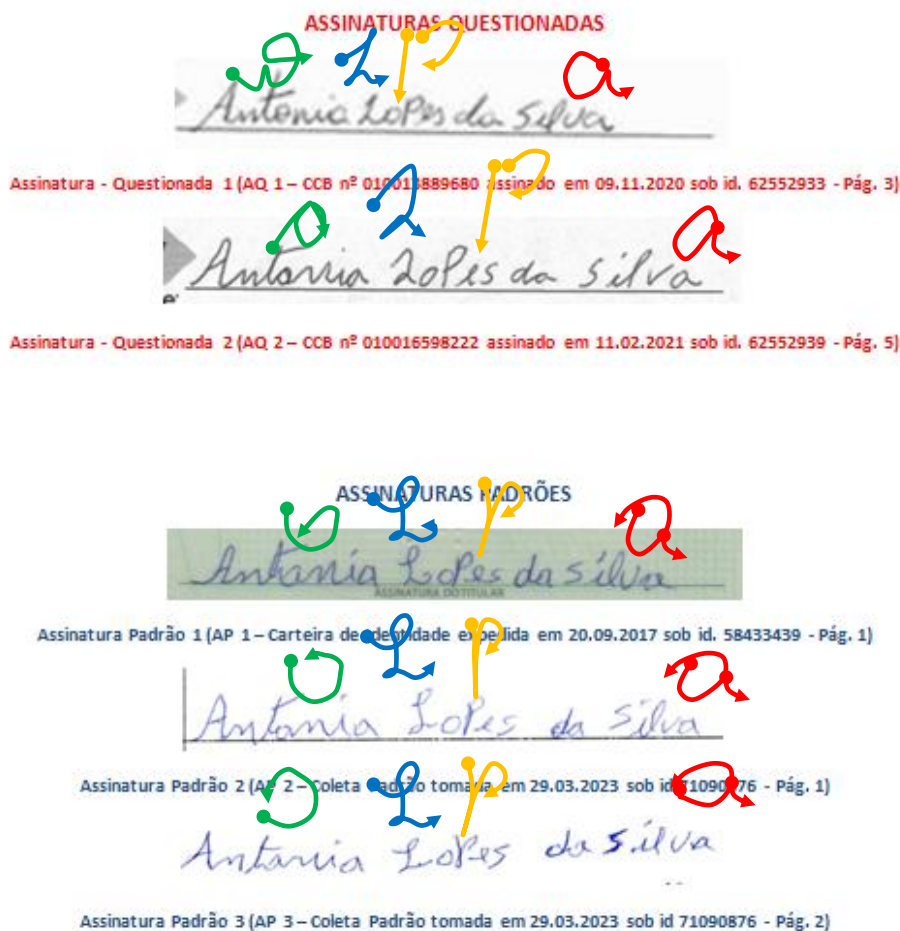 ASSINATURAS QUESTIONADAS
Antonia Lopes da Silva
Assinatura - Questionada 1 (AQ 1 – CCB nº 010013889680 assinado em 09.11.2020 sob id. 62552933 - Pág. 3)
Antonia Lopes da Silva
Assinatura - Questionada 2 (AQ 2 – CCB nº 010016598222 assinado em 11.02.2021 sob id. 62552939 - Pág. 5)
ASSINATURAS PADRÕES
Antania Lopes da silva
ASSINATURA DO TITULAR
Assinatura Padrão 1 (AP 1 – Carteira de Identidade expedida em 20.09.2017 sob id. 58433439 - Pág. 1)
Antania Lopes da Silva
Assinatura Padrão 2 (AP 2 – Coleta Padrão tomada em 29.03.2023 sob id 71090876 - Pág. 1)
Antania Lopes da Silva
Assinatura Padrão 3 (AP 3 – Coleta Padrão tomada em 29.03.2023 sob id 71090876 - Pág. 2)